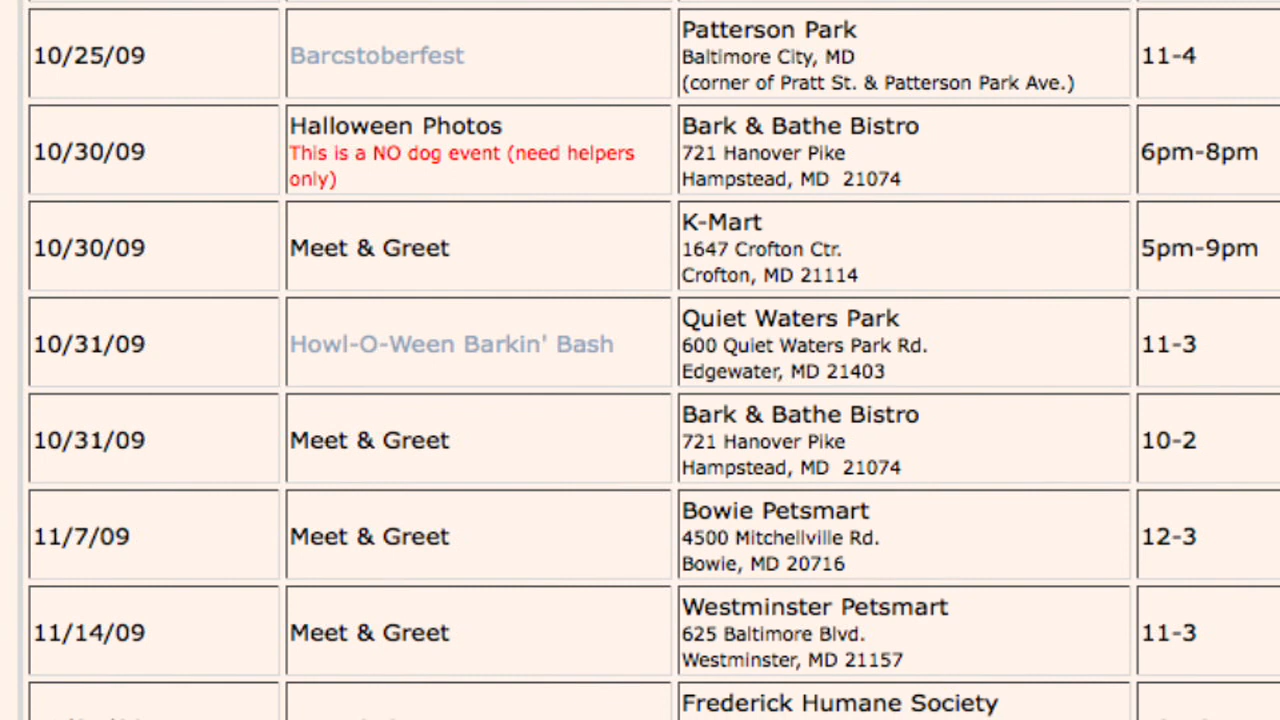 10/25/09
Barcstoberfest
Patterson Park
Baltimore City, MD
(corner of Pratt St. & Patterson Park Ave.)
11-4
10/30/09
Halloween Photos
This is a NO dog event (need helpers
only)
Bark & Bathe Bistro
721 Hanover Pike
Hampstead, MD  21074
6pm-8pm
10/30/09
Meet & Greet
K-Mart
1647 Crofton Ctr.
Crofton, MD 21114
5pm-9pm
10/31/09
Howl-O-Ween Barkin' Bash
Quiet Waters Park
600 Quiet Waters Park Rd.
Edgewater, MD 21403
11-3
10/31/09
Meet & Greet
Bark & Bathe Bistro
721 Hanover Pike
Hampstead, MD  21074
10-2
11/7/09
Meet & Greet
Bowie Petsmart
4500 Mitchellville Rd.
Bowie, MD 20716
12-3
11/14/09
Meet & Greet
Westminster Petsmart
625 Baltimore Blvd.
Westminster, MD 21157
11-3
Frederick Humane Society